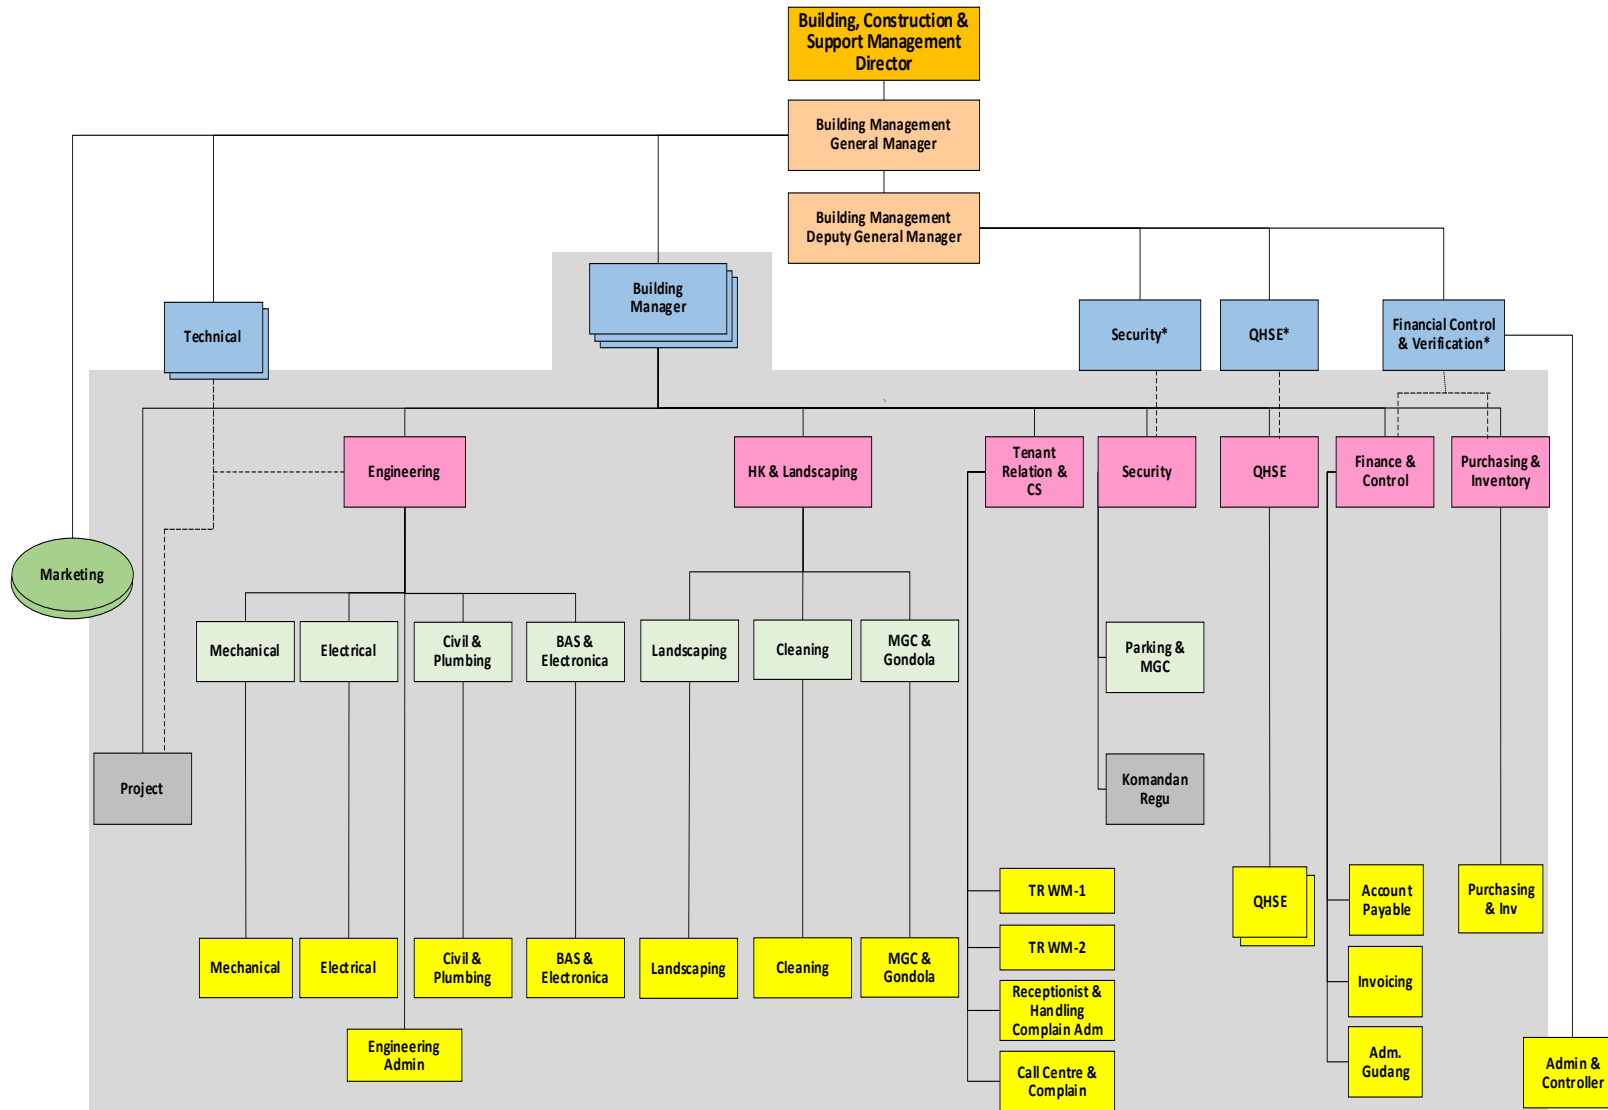 Building, Construction &
Support Management
Director
Building Management
General Manager
Building Management
Deputy General Manager
Building
Manager
Technical
Security*
QHSE*
Financial Control
& Verification*
Engineering
HK & Landscaping
Tenant
Relation &
CS
Security
QHSE
Finance &
Control
Purchasing &
Inventory
Marketing
Mechanical
Electrical
Civil &
Plumbing
BAS &
Electronica
Landscaping
Cleaning
MGC &
Gondola
Parking &
MGC
Project
Komandan
Regu
TR WM-1
QHSE
Account
Payable
Purchasing
& Inv
Mechanical
Electrical
Civil &
Plumbing
BAS &
Electronica
Landscaping
Cleaning
MGC &
Gondola
TR WM-2
Receptionist &
Handling
Complain Adm
Invoicing
Engineering
Admin
Call Centre &
Complain
Adm.
Gudang
Admin &
Controller